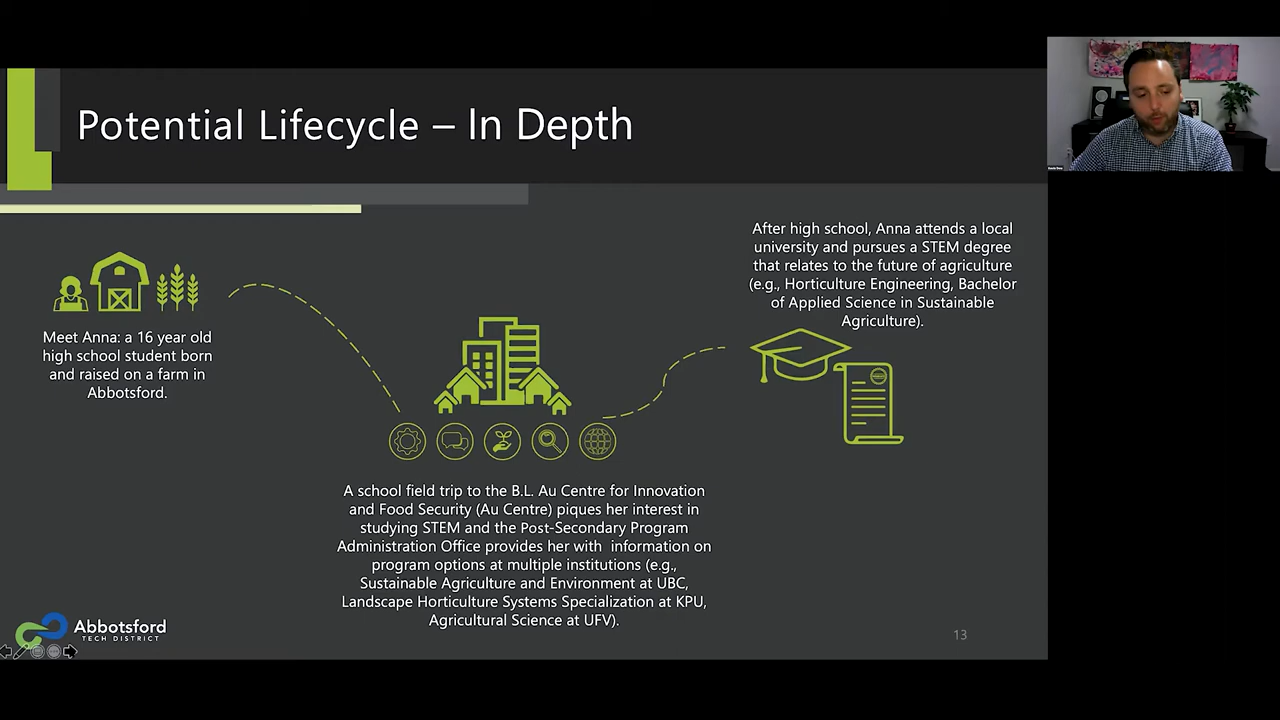 Potential Lifecycle – In Depth
Meet Anna: a 16 year old
high school student born
and raised on a farm in
Abbotsford.
A school field trip to the B.L. Au Centre for Innovation
and Food Security (Au Centre) piques her interest in
studying STEM and the Post-Secondary Program
Administration Office provides her with  information on
program options at multiple institutions (e.g.,
Sustainable Agriculture and Environment at UBC,
Landscape Horticulture Systems Specialization at KPU,
Agricultural Science at UFV).
After high school, Anna attends a local
university and pursues a STEM degree
that relates to the future of agriculture
(e.g., Horticulture Engineering, Bachelor
of Applied Science in Sustainable
Agriculture).
Abbotsford
TECH DISTRICT
13